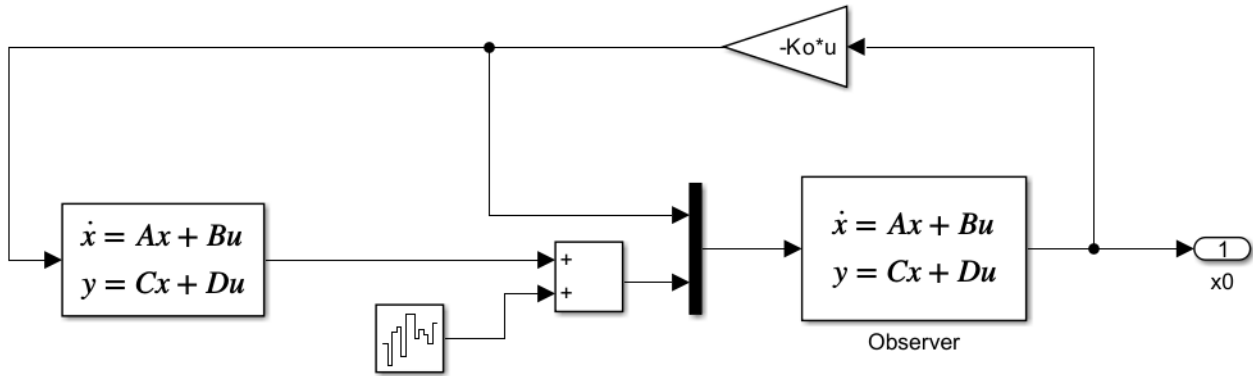 -Ko*u
ẋ = Ax + Bu
y = Cx + Du
+
+
ẋ = Ax + Bu
y = Cx + Du
Observer
1
x0